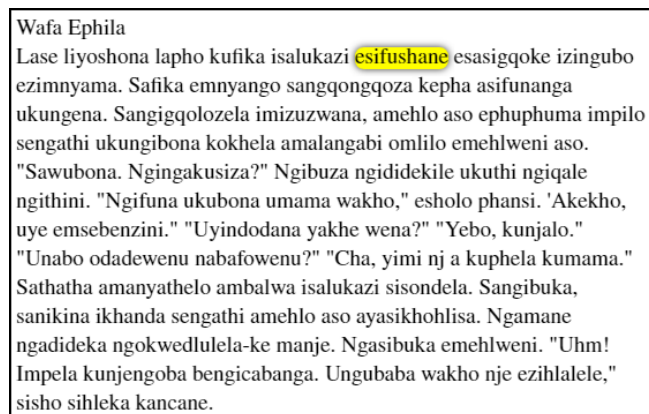 Wafa Ephila
Lase liyoshona lapho kufika isalukazi esifushane esasigqoke izingubo
ezimnyama. Safika emnyango sangqongqoza kepha asifunanga
ukungena. Sangigqolozela imizuzwana, amehlo aso ephuphuma impilo
sengathi ukungibona kokhela amalangabi omlilo emehlweni aso.
"Sawubona. Ngingakusiza?" Ngibuza ngididekile ukuthi ngiqale
ngithini. "Ngifuna ukubona umama wakho," esholo phansi. 'Akekho,
uye emsebenzini." "Uyindodana yakhe wena?" "Yebo, kunjalo."
"Unabo odadewenu nabafowenu?" "Cha, yimi nj a kuphela kumama."
Sathatha amanyathelo ambalwa isalukazi sisondela. Sangibuka,
sanikina ikhanda sengathi amehlo aso ayasikhohlisa. Ngamane
ngadideka ngokwedlulela-ke manje. Ngasibuka emehlweni. "Uhm!
Impela kunjengoba bengicabanga. Ungubaba wakho nje ezihlalele,"
sisho sihleka kancane.